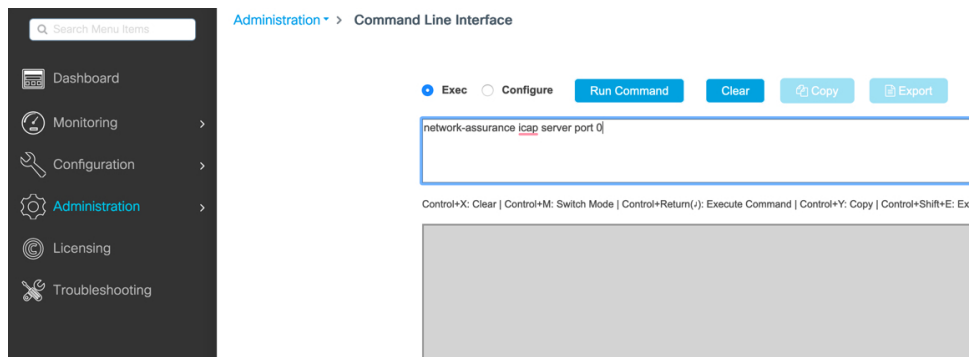 Search Menu Items
Administration > Command Line Interface
Dashboard
Monitoring
Configuration
Administration
Licensing
Troubleshooting
Exec Configure Run Command Clear Copy Export
network-assurance icap server port 0
Control+X: Clear | Control+M: Switch Mode | Control+Return(↲): Execute Command | Control+Y: Copy | Control+Shift+E: Ex